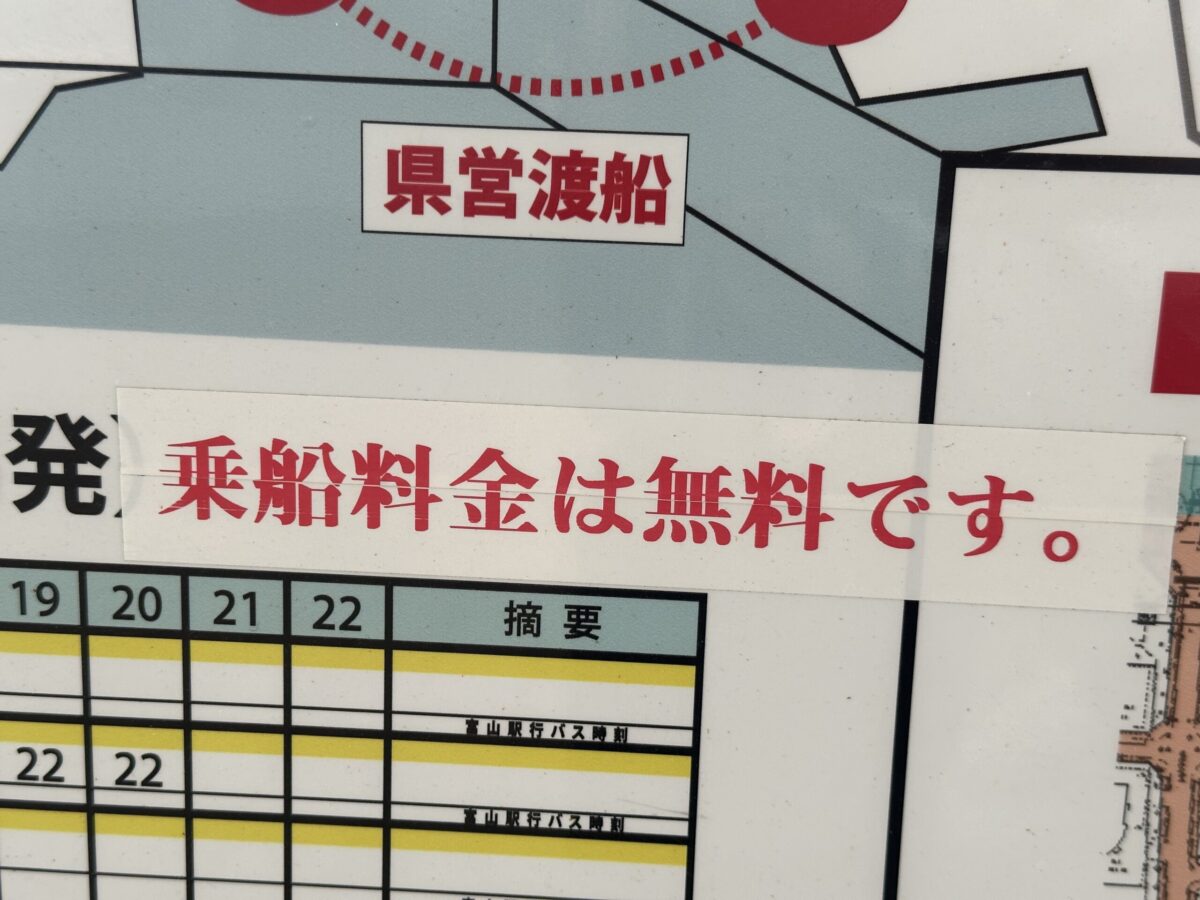 県営渡船
発)
乗船料金は無料です。
19 20 21 22 摘要
富山駅行バス時刻
22 22
富山駅行バス時刻